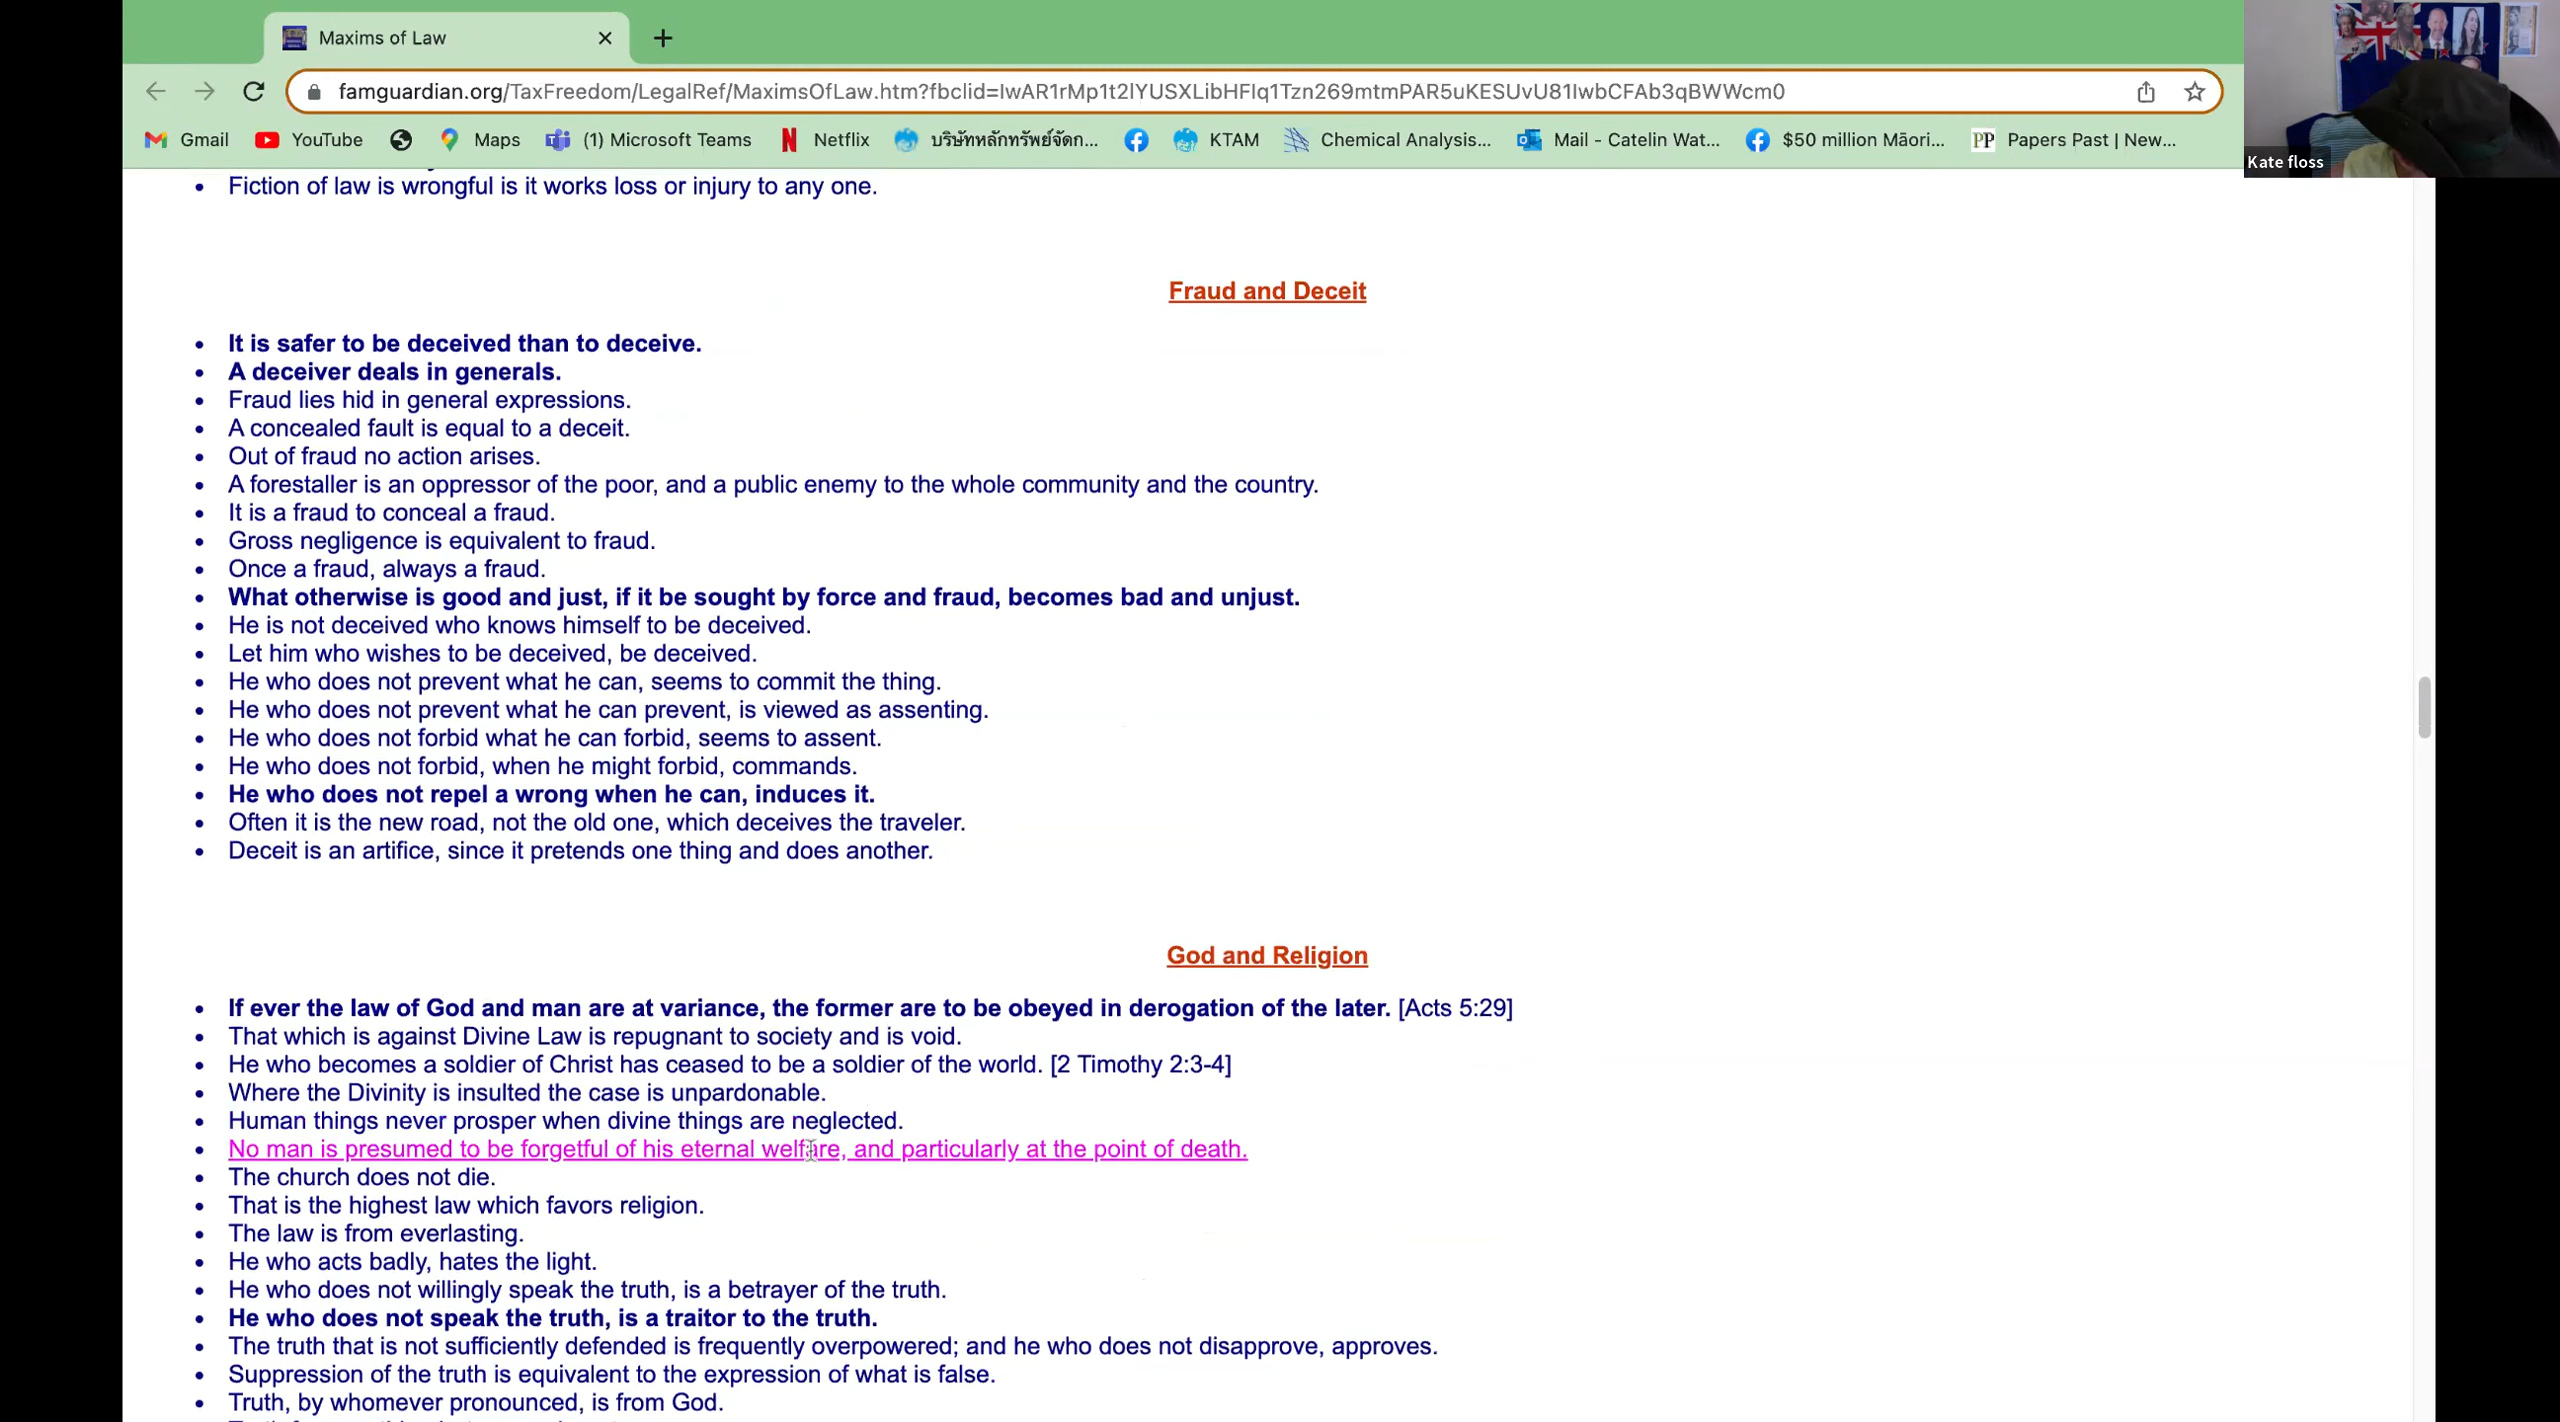 Maxims of Law
famguardian.org/TaxFreedom/LegalRef/MaximsOfLaw.htm?fbclid=IwAR1rMp1t2lYUSXLibHFIq1Tzn269mtmPAR5uKESUvU81IwbCFAb3qBWWcm0
Gmail YouTube Maps (1) Microsoft Teams Netflix บริษัทหลักทรัพย์จัดก... KTAM Chemical Analysis... Mail - Catelin Wat... $50 million Māori... PP Papers Past | New...
Kate floss
• Fiction of law is wrongful is it works loss or injury to any one.
Fraud and Deceit
• It is safer to be deceived than to deceive.
• A deceiver deals in generals.
• Fraud lies hid in general expressions.
• A concealed fault is equal to a deceit.
• Out of fraud no action arises.
• A forestaller is an oppressor of the poor, and a public enemy to the whole community and the country.
• It is a fraud to conceal a fraud.
• Gross negligence is equivalent to fraud.
• Once a fraud, always a fraud.
• What otherwise is good and just, if it be sought by force and fraud, becomes bad and unjust.
• He is not deceived who knows himself to be deceived.
• Let him who wishes to be deceived, be deceived.
• He who does not prevent what he can, seems to commit the thing.
• He who does not prevent what he can prevent, is viewed as assenting.
• He who does not forbid what he can forbid, seems to assent.
• He who does not forbid, when he might forbid, commands.
• He who does not repel a wrong when he can, induces it.
• Often it is the new road, not the old one, which deceives the traveler.
• Deceit is an artifice, since it pretends one thing and does another.
God and Religion
• If ever the law of God and man are at variance, the former are to be obeyed in derogation of the later. [Acts 5:29]
• That which is against Divine Law is repugnant to society and is void.
• He who becomes a soldier of Christ has ceased to be a soldier of the world. [2 Timothy 2:3-4]
• Where the Divinity is insulted the case is unpardonable.
• Human things never prosper when divine things are neglected.
• No man is presumed to be forgetful of his eternal welfare, and particularly at the point of death.
• The church does not die.
• That is the highest law which favors religion.
• The law is from everlasting.
• He who acts badly, hates the light.
• He who does not willingly speak the truth, is a betrayer of the truth.
• He who does not speak the truth, is a traitor to the truth.
• The truth that is not sufficiently defended is frequently overpowered; and he who does not disapprove, approves.
• Suppression of the truth is equivalent to the expression of what is false.
• Truth, by whomever pronounced, is from God.